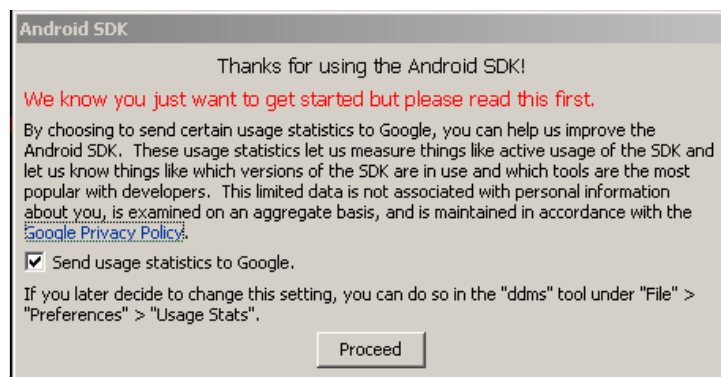 Android SDK
Thanks for using the Android SDK!
We know you just want to get started but please read this first.
By choosing to send certain usage statistics to Google, you can help us improve the
Android SDK.  These usage statistics let us measure things like active usage of the SDK and
let us know things like which versions of the SDK are in use and which tools are the most
popular with developers.  This limited data is not associated with personal information
about you, is examined on an aggregate basis, and is maintained in accordance with the
Google Privacy Policy.
Send usage statistics to Google.
If you later decide to change this setting, you can do so in the "ddms" tool under "File" >
"Preferences" > "Usage Stats".
Proceed